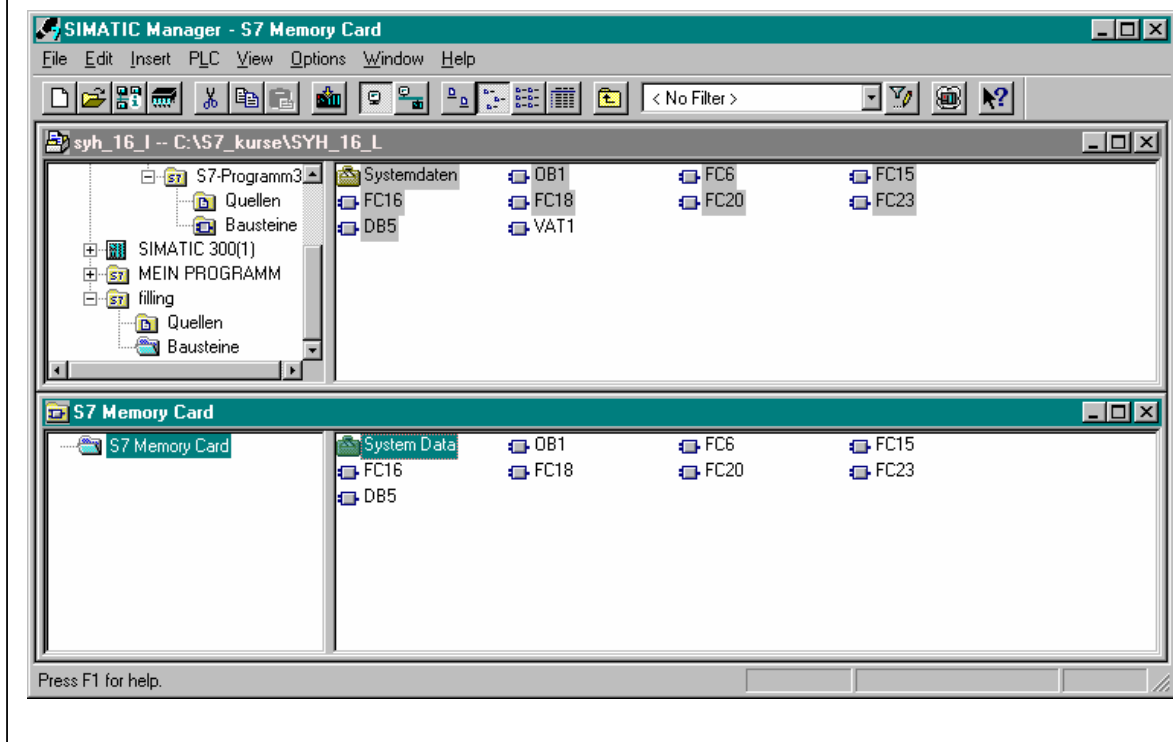 SIMATIC Manager - S7 Memory Card
File Edit Insert PLC View Options Window Help
< No Filter >
syh_16_l -- C:\S7_kurse\SYH_16_L
S7-Programm3
Quellen
Bausteine
SIMATIC 300(1)
MEIN PROGRAMM
filling
Quellen
Bausteine
Systemdaten OB1 FC6 FC15
FC16 FC18 FC20 FC23
DB5 VAT1
S7 Memory Card
S7 Memory Card
System Data OB1 FC6 FC15
FC16 FC18 FC20 FC23
DB5
Press F1 for help.